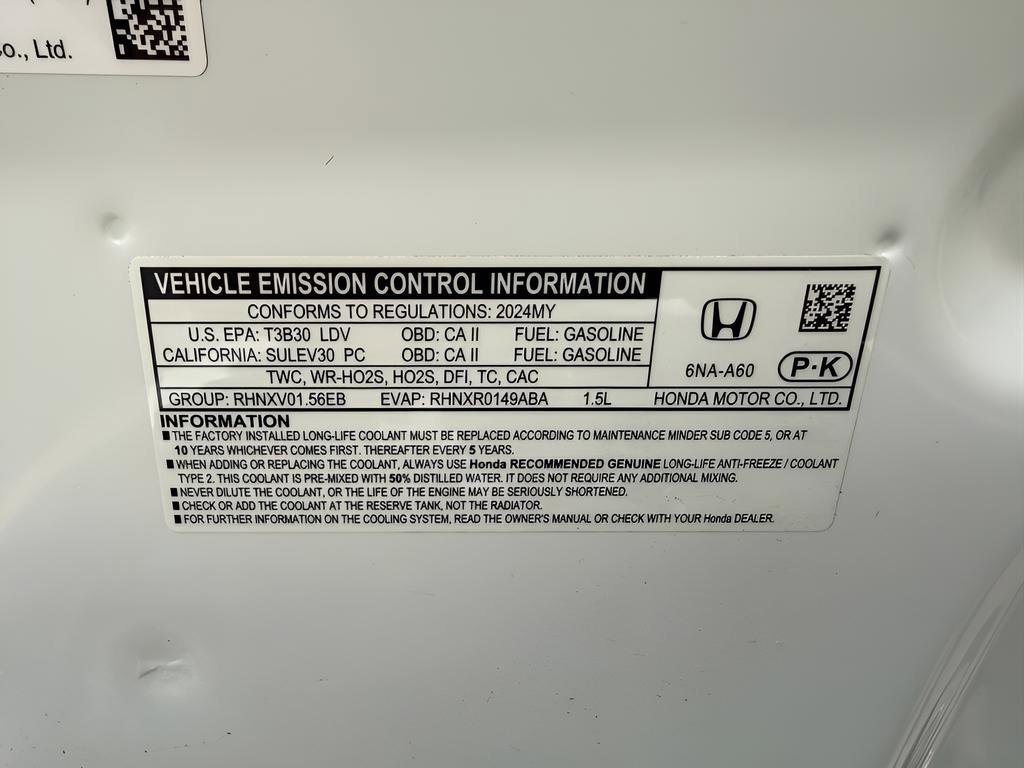 Co., Ltd.
VEHICLE EMISSION CONTROL INFORMATION
CONFORMS TO REGULATIONS: 2024MY
U.S. EPA: T3B30 LDV OBD: CA II FUEL: GASOLINE
CALIFORNIA: SULEV30 PC OBD: CA II FUEL: GASOLINE
TWC, WR-HO2S, HO2S, DFI, TC, CAC
6NA-A60 P·K
GROUP: RHNXV01.56EB EVAP: RHNXR0149ABA 1.5L HONDA MOTOR CO., LTD.
INFORMATION
■ THE FACTORY INSTALLED LONG-LIFE COOLANT MUST BE REPLACED ACCORDING TO MAINTENANCE MINDER SUB CODE 5, OR AT
10 YEARS WHICHEVER COMES FIRST. THEREAFTER EVERY 5 YEARS.
■ WHEN ADDING OR REPLACING THE COOLANT, ALWAYS USE Honda RECOMMENDED GENUINE LONG-LIFE ANTI-FREEZE / COOLANT
TYPE 2. THIS COOLANT IS PRE-MIXED WITH 50% DISTILLED WATER. IT DOES NOT REQUIRE ANY ADDITIONAL MIXING.
■ NEVER DILUTE THE COOLANT, OR THE LIFE OF THE ENGINE MAY BE SERIOUSLY SHORTENED.
■ CHECK OR ADD THE COOLANT AT THE RESERVE TANK, NOT THE RADIATOR.
■ FOR FURTHER INFORMATION ON THE COOLING SYSTEM, READ THE OWNER'S MANUAL OR CHECK WITH YOUR Honda DEALER.